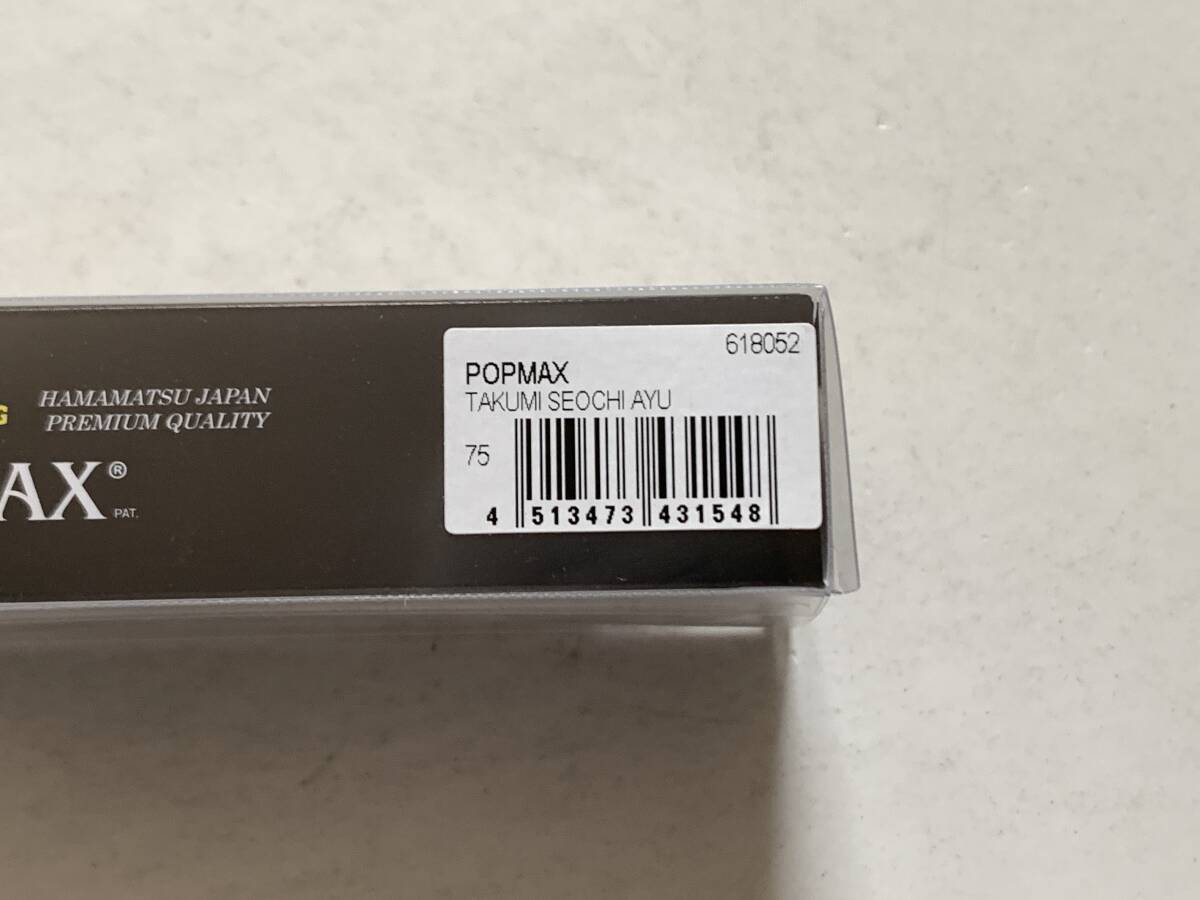 G
HAMAMATSU JAPAN
PREMIUM QUALITY
AX®
PAT.
618052
POPMAX
TAKUMI SEOCHI AYU
75
4 513473 431548